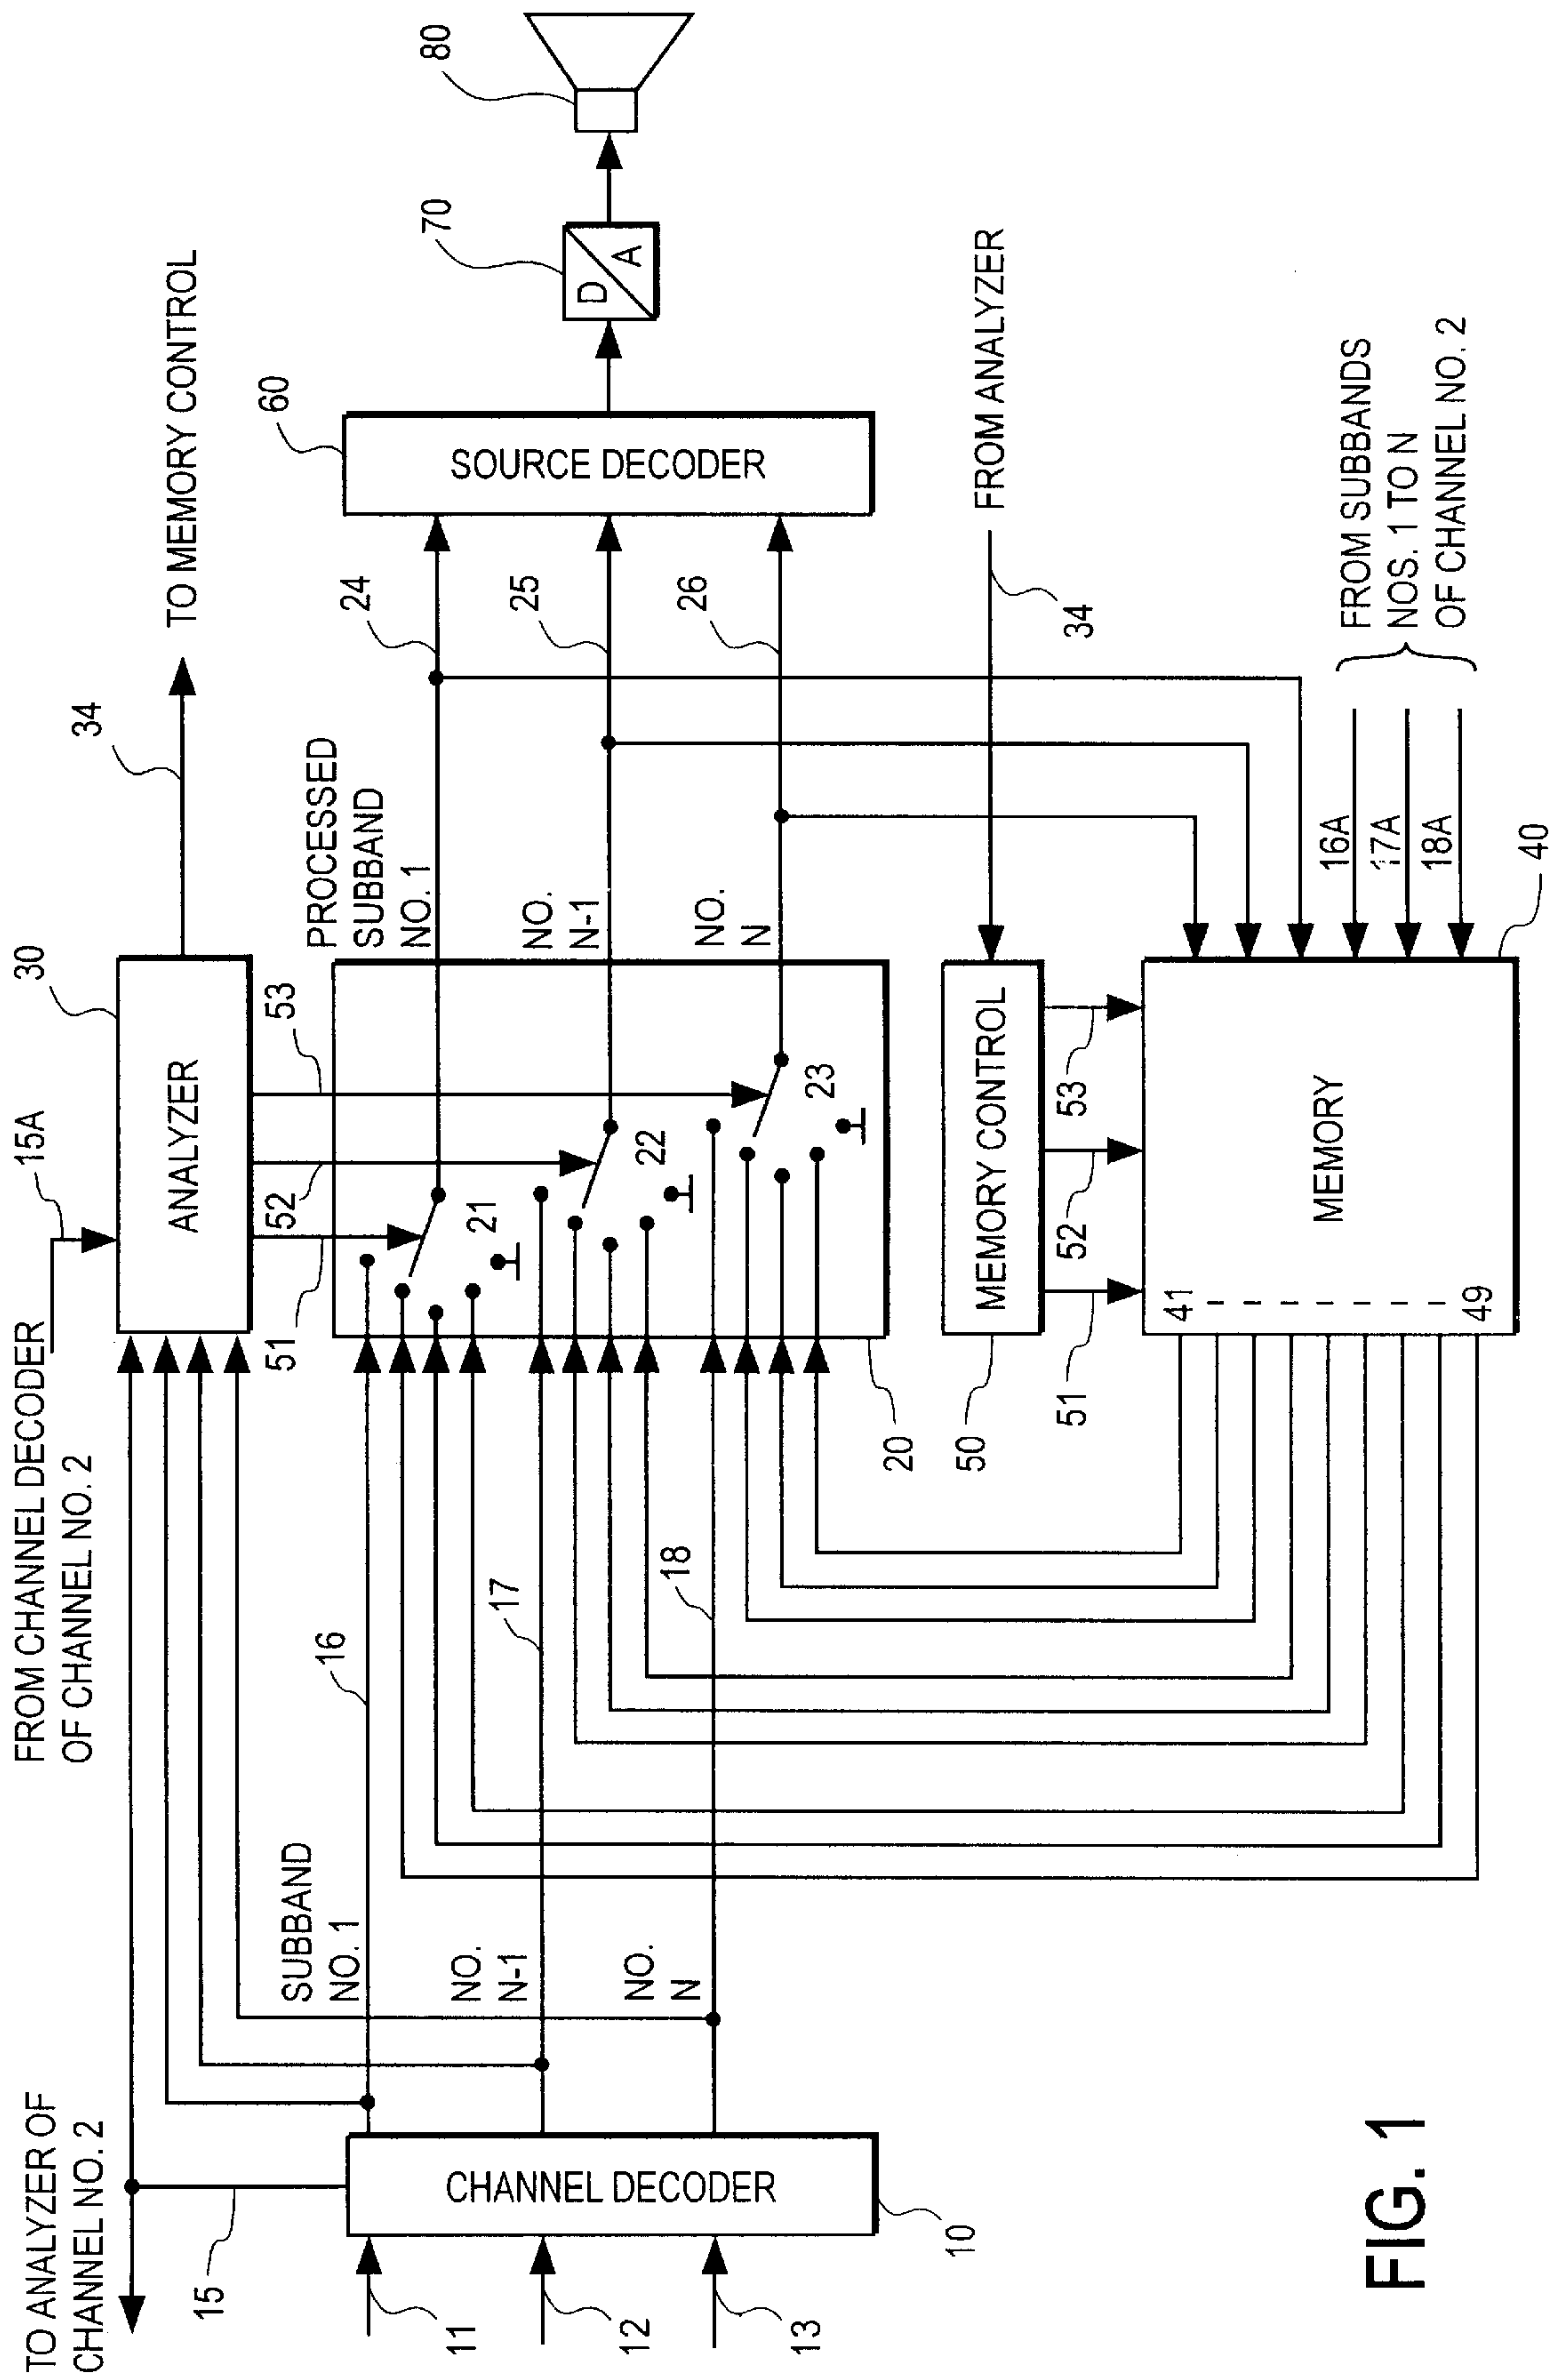 TO ANALYZER OF
CHANNEL NO. 2
FROM CHANNEL DECODER
OF CHANNEL NO. 2
15A
30
34
TO MEMORY CONTROL
ANALYZER
15
51
52
53
SUBBAND
NO. 1
16
PROCESSED
SUBBAND
NO. 1
24
60
70
80
11
CHANNEL DECODER
NO.
N-1
17
21
22
NO.
N-1
25
SOURCE DECODER
D
A
12
NO.
N
18
23
NO.
N
26
13
10
20
50
MEMORY CONTROL
FROM ANALYZER
34
51
52
53
41
49
MEMORY
40
16A
17A
18A
FROM SUBBANDS
NOS. 1 TO N
OF CHANNEL NO. 2
FIG. 1